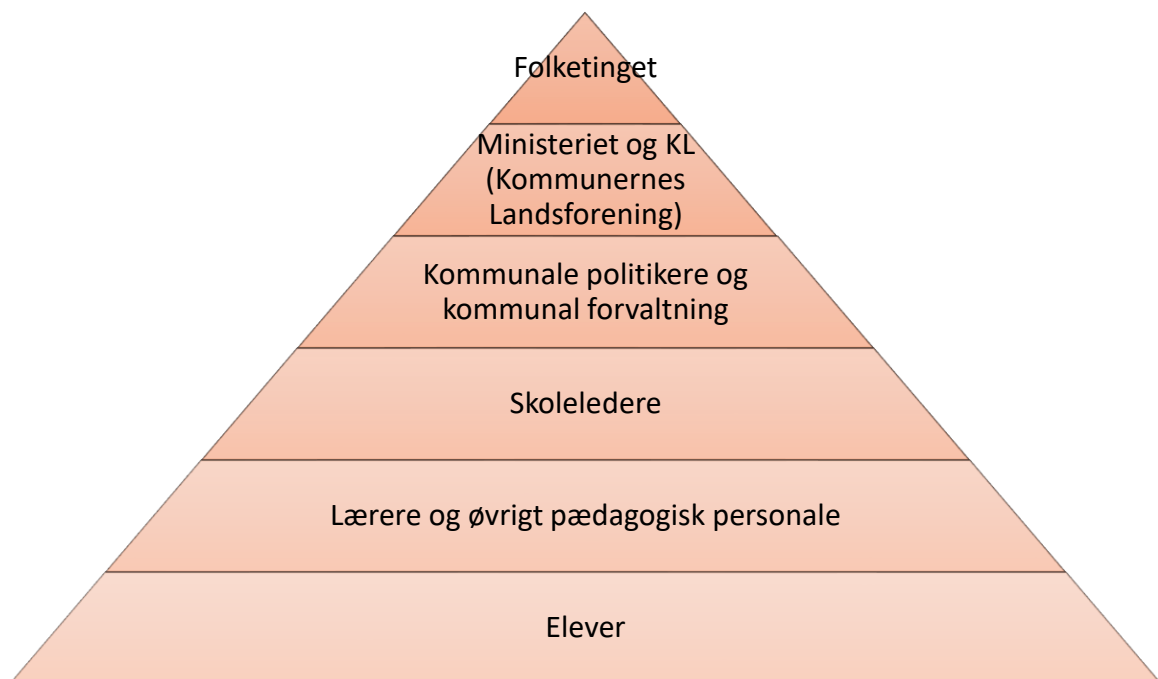 Folketinget
Ministeriet og KL
(Kommunernes
Landsforening)
Kommunale politikere og
kommunal forvaltning
Skoleledere
Lærere og øvrigt pædagogisk personale
Elever